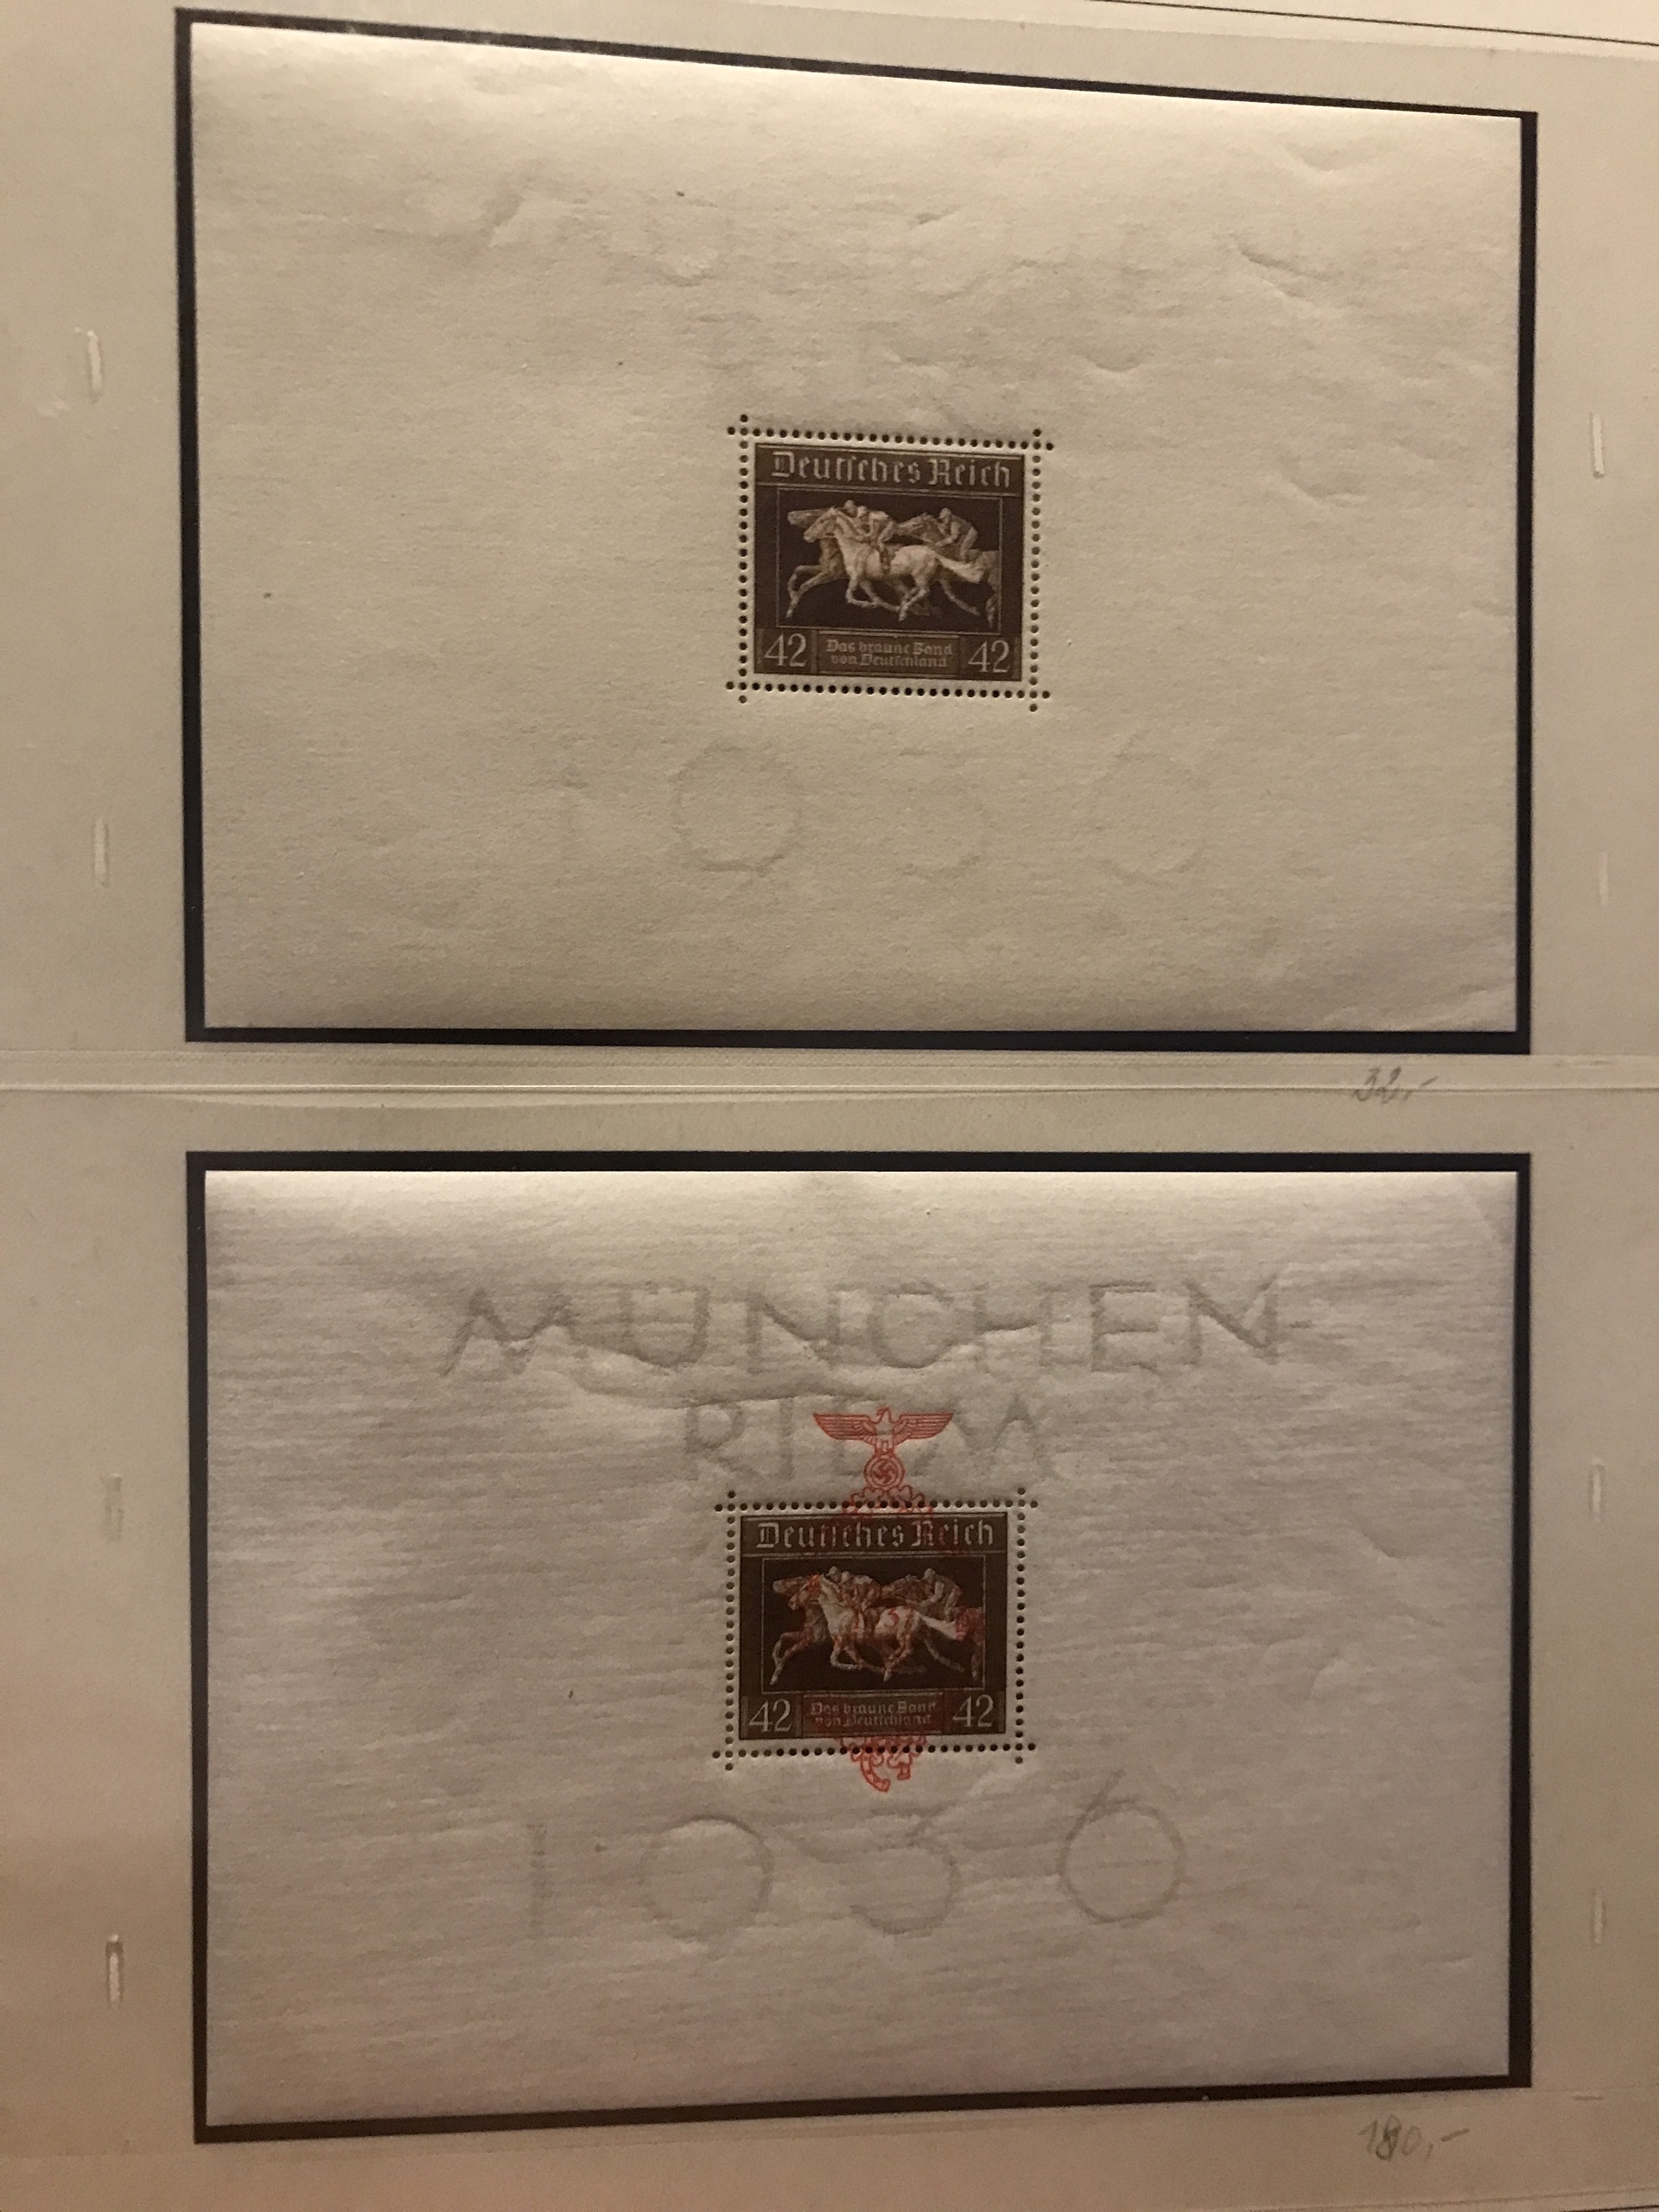 Deutsches Reich
42 Das braune Band 42
von Deutschland
1936
32,-
MÜNCHEN-
RIEM
Deutsches Reich
42 Das braune Band 42
von Deutschland
1936